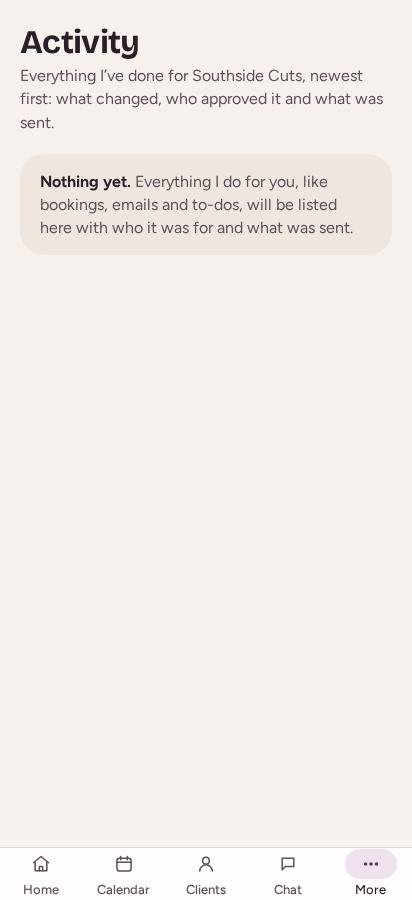 Activity
Everything I’ve done for Southside Cuts, newest
first: what changed, who approved it and what was
sent.
Nothing yet. Everything I do for you, like
bookings, emails and to-dos, will be listed
here with who it was for and what was sent.
Home
Calendar
Clients
Chat
More